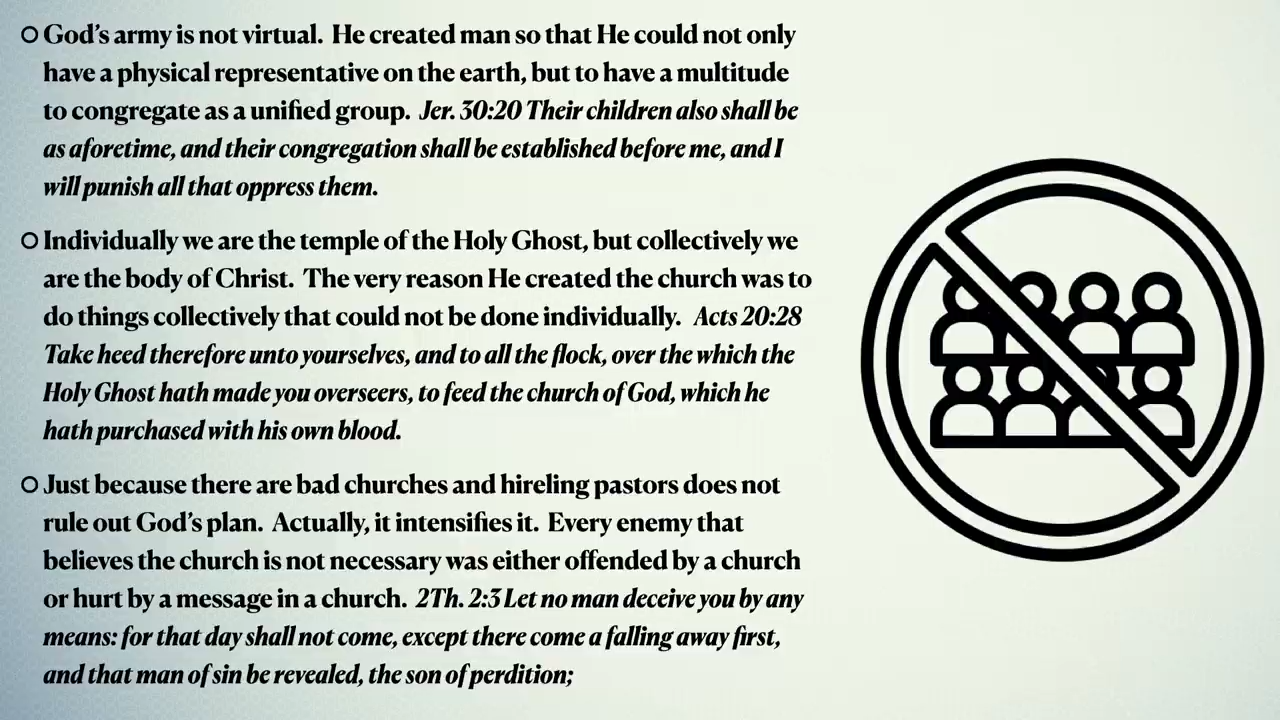 God's army is not virtual.  He created man so that He could not only
have a physical representative on the earth, but to have a multitude
to congregate as a unified group.  Jer. 30:20 Their children also shall be
as aforetime, and their congregation shall be established before me, and I
will punish all that oppress them.
Individually we are the temple of the Holy Ghost, but collectively we
are the body of Christ.  The very reason He created the church was to
do things collectively that could not be done individually.  Acts 20:28
Take heed therefore unto yourselves, and to all the flock, over the which the
Holy Ghost hath made you overseers, to feed the church of God, which he
hath purchased with his own blood.
Just because there are bad churches and hireling pastors does not
rule out God's plan.  Actually, it intensifies it.  Every enemy that
believes the church is not necessary was either offended by a church
or hurt by a message in a church.  2Th. 2:3 Let no man deceive you by any
means: for that day shall not come, except there come a falling away first,
and that man of sin be revealed, the son of perdition;